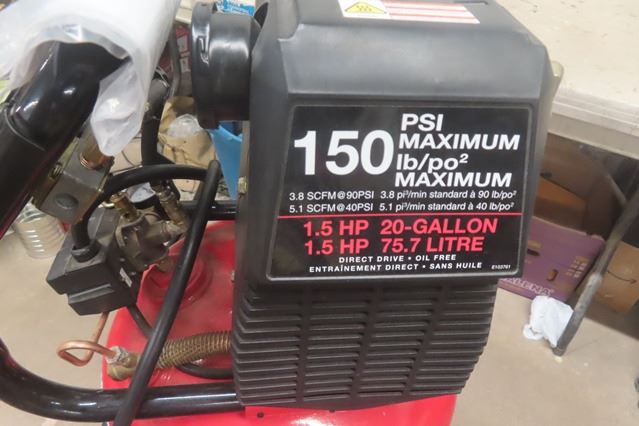 150 PSI
MAXIMUM
lb/po²
MAXIMUM
3.8 SCFM@90PSI 3.8 pi³/min standard à 90 lb/po²
5.1 SCFM@40PSI 5.1 pi³/min standard à 40 lb/po²
1.5 HP 20-GALLON
1.5 HP 75.7 LITRE
DIRECT DRIVE • OIL FREE
ENTRAÎNEMENT DIRECT • SANS HUILE
E103761